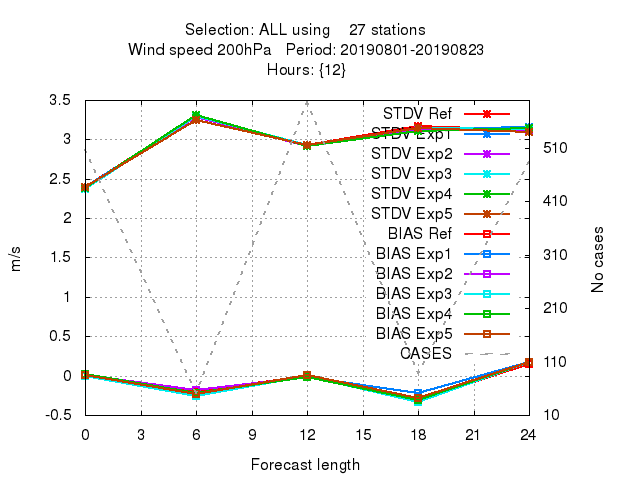 Selection: ALL using 27 stations
Wind speed 200hPa Period: 20190801-20190823
Hours: {12}
3.5
3
2.5
2
1.5
1
0.5
0
-0.5
m/s
STDV Ref
STDV Exp1
STDV Exp2
STDV Exp3
STDV Exp4
STDV Exp5
BIAS Ref
BIAS Exp1
BIAS Exp2
BIAS Exp3
BIAS Exp4
BIAS Exp5
CASES
510
410
310
210
110
10
No cases
0 3 6 9 12 15 18 21 24
Forecast length